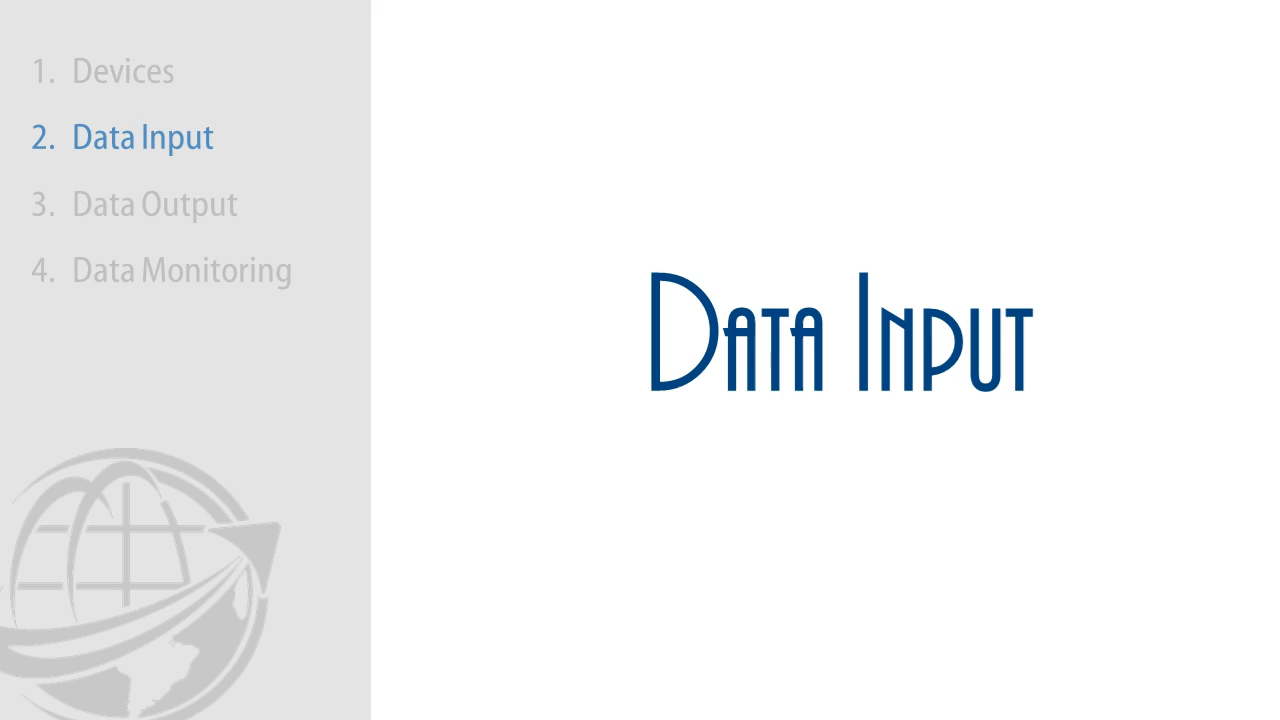 1. Devices
2. Data Input
3. Data Output
4. Data Monitoring
Data Input